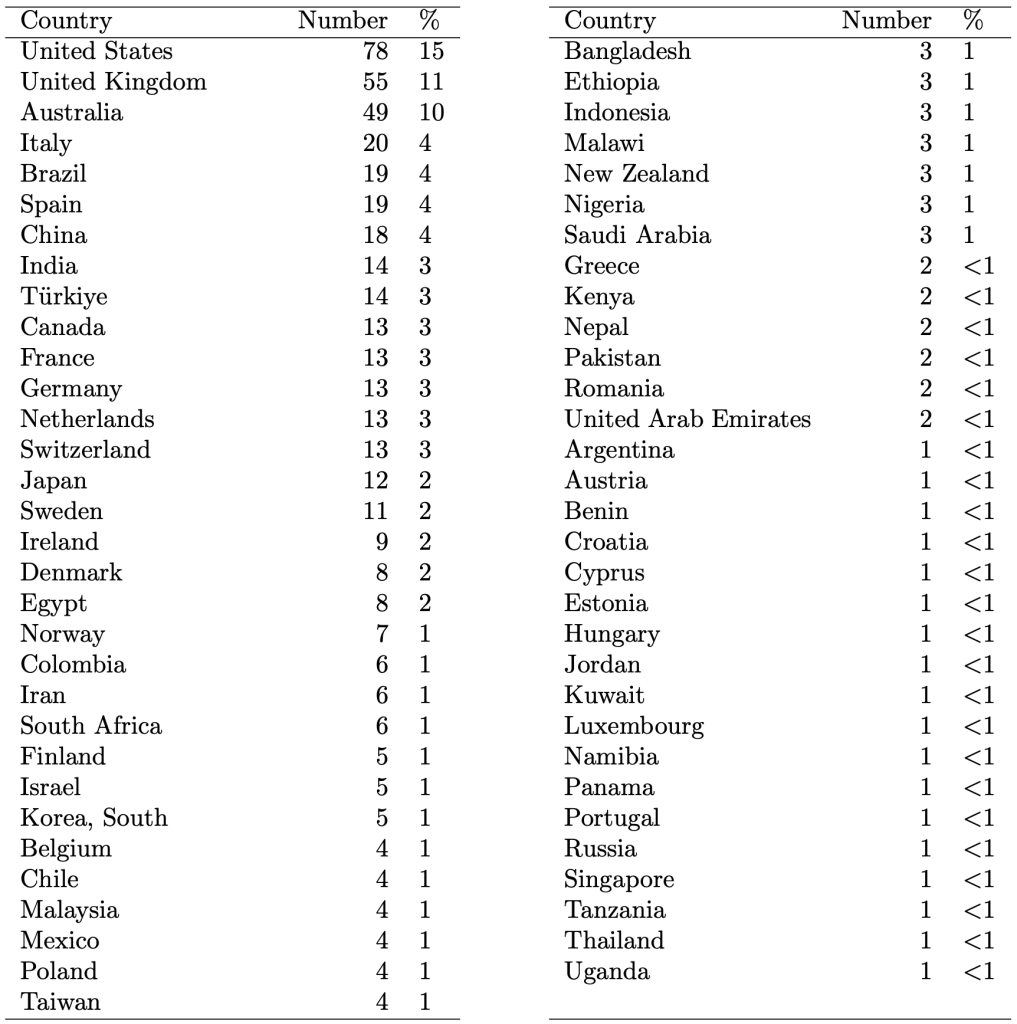 Country Number %
United States 78 15
United Kingdom 55 11
Australia 49 10
Italy 20 4
Brazil 19 4
Spain 19 4
China 18 4
India 14 3
Türkiye 14 3
Canada 13 3
France 13 3
Germany 13 3
Netherlands 13 3
Switzerland 13 3
Japan 12 2
Sweden 11 2
Ireland 9 2
Denmark 8 2
Egypt 8 2
Norway 7 1
Colombia 6 1
Iran 6 1
South Africa 6 1
Finland 5 1
Israel 5 1
Korea, South 5 1
Belgium 4 1
Chile 4 1
Malaysia 4 1
Mexico 4 1
Poland 4 1
Taiwan 4 1
Country Number %
Bangladesh 3 1
Ethiopia 3 1
Indonesia 3 1
Malawi 3 1
New Zealand 3 1
Nigeria 3 1
Saudi Arabia 3 1
Greece 2 <1
Kenya 2 <1
Nepal 2 <1
Pakistan 2 <1
Romania 2 <1
United Arab Emirates 2 <1
Argentina 1 <1
Austria 1 <1
Benin 1 <1
Croatia 1 <1
Cyprus 1 <1
Estonia 1 <1
Hungary 1 <1
Jordan 1 <1
Kuwait 1 <1
Luxembourg 1 <1
Namibia 1 <1
Panama 1 <1
Portugal 1 <1
Russia 1 <1
Singapore 1 <1
Tanzania 1 <1
Thailand 1 <1
Uganda 1 <1